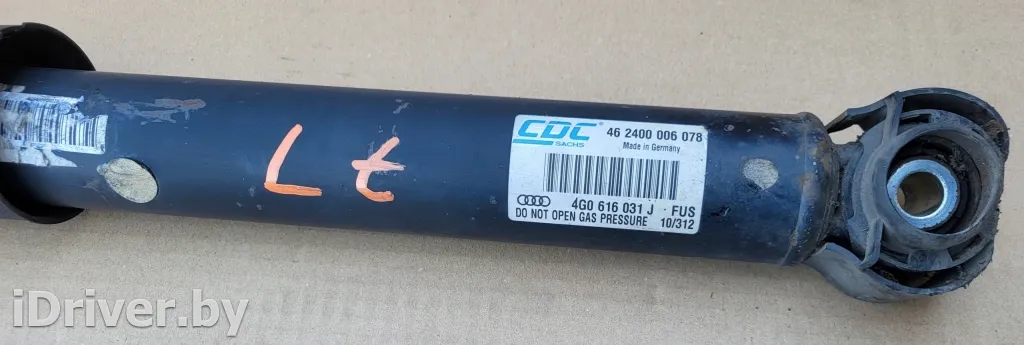 Lt
CDC
SACHS
46 2400 006 078
Made in Germany
4G0 616 031 J FUS
DO NOT OPEN GAS PRESSURE 10/312
iDriver.by